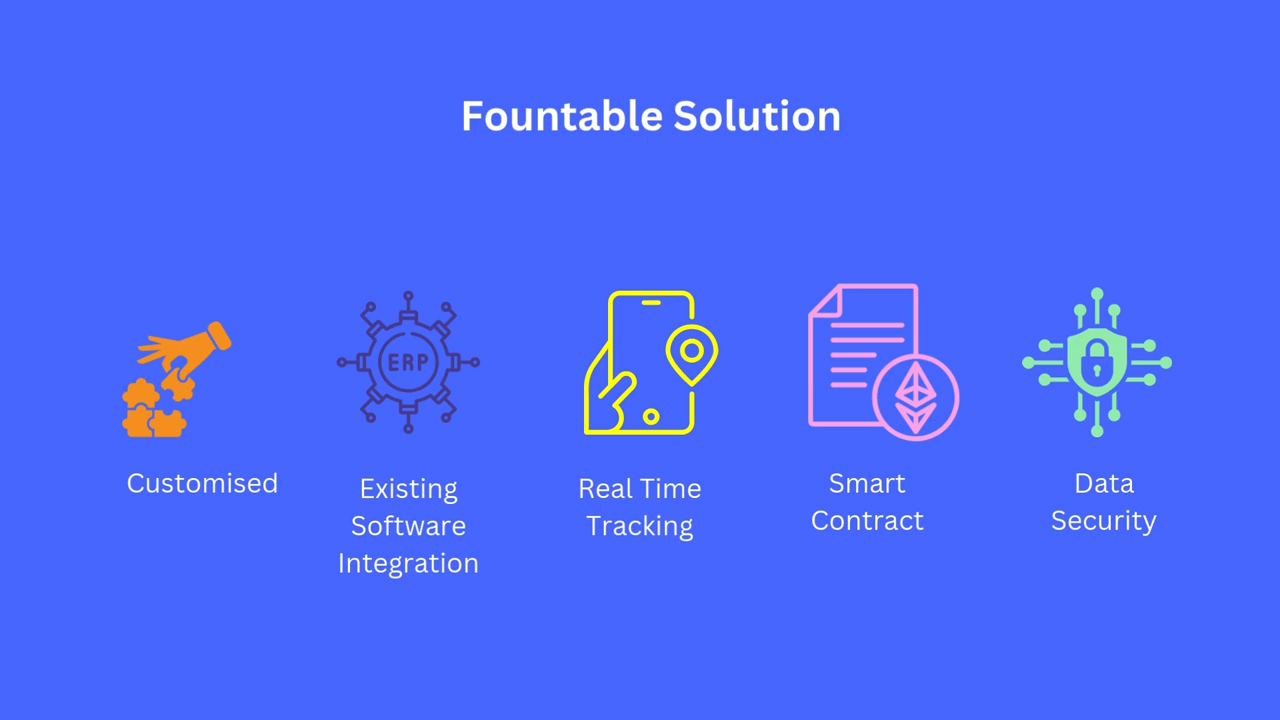 Fountable Solution
ERP
Customised
Existing
Software
Integration
Real Time
Tracking
Smart
Contract
Data
Security